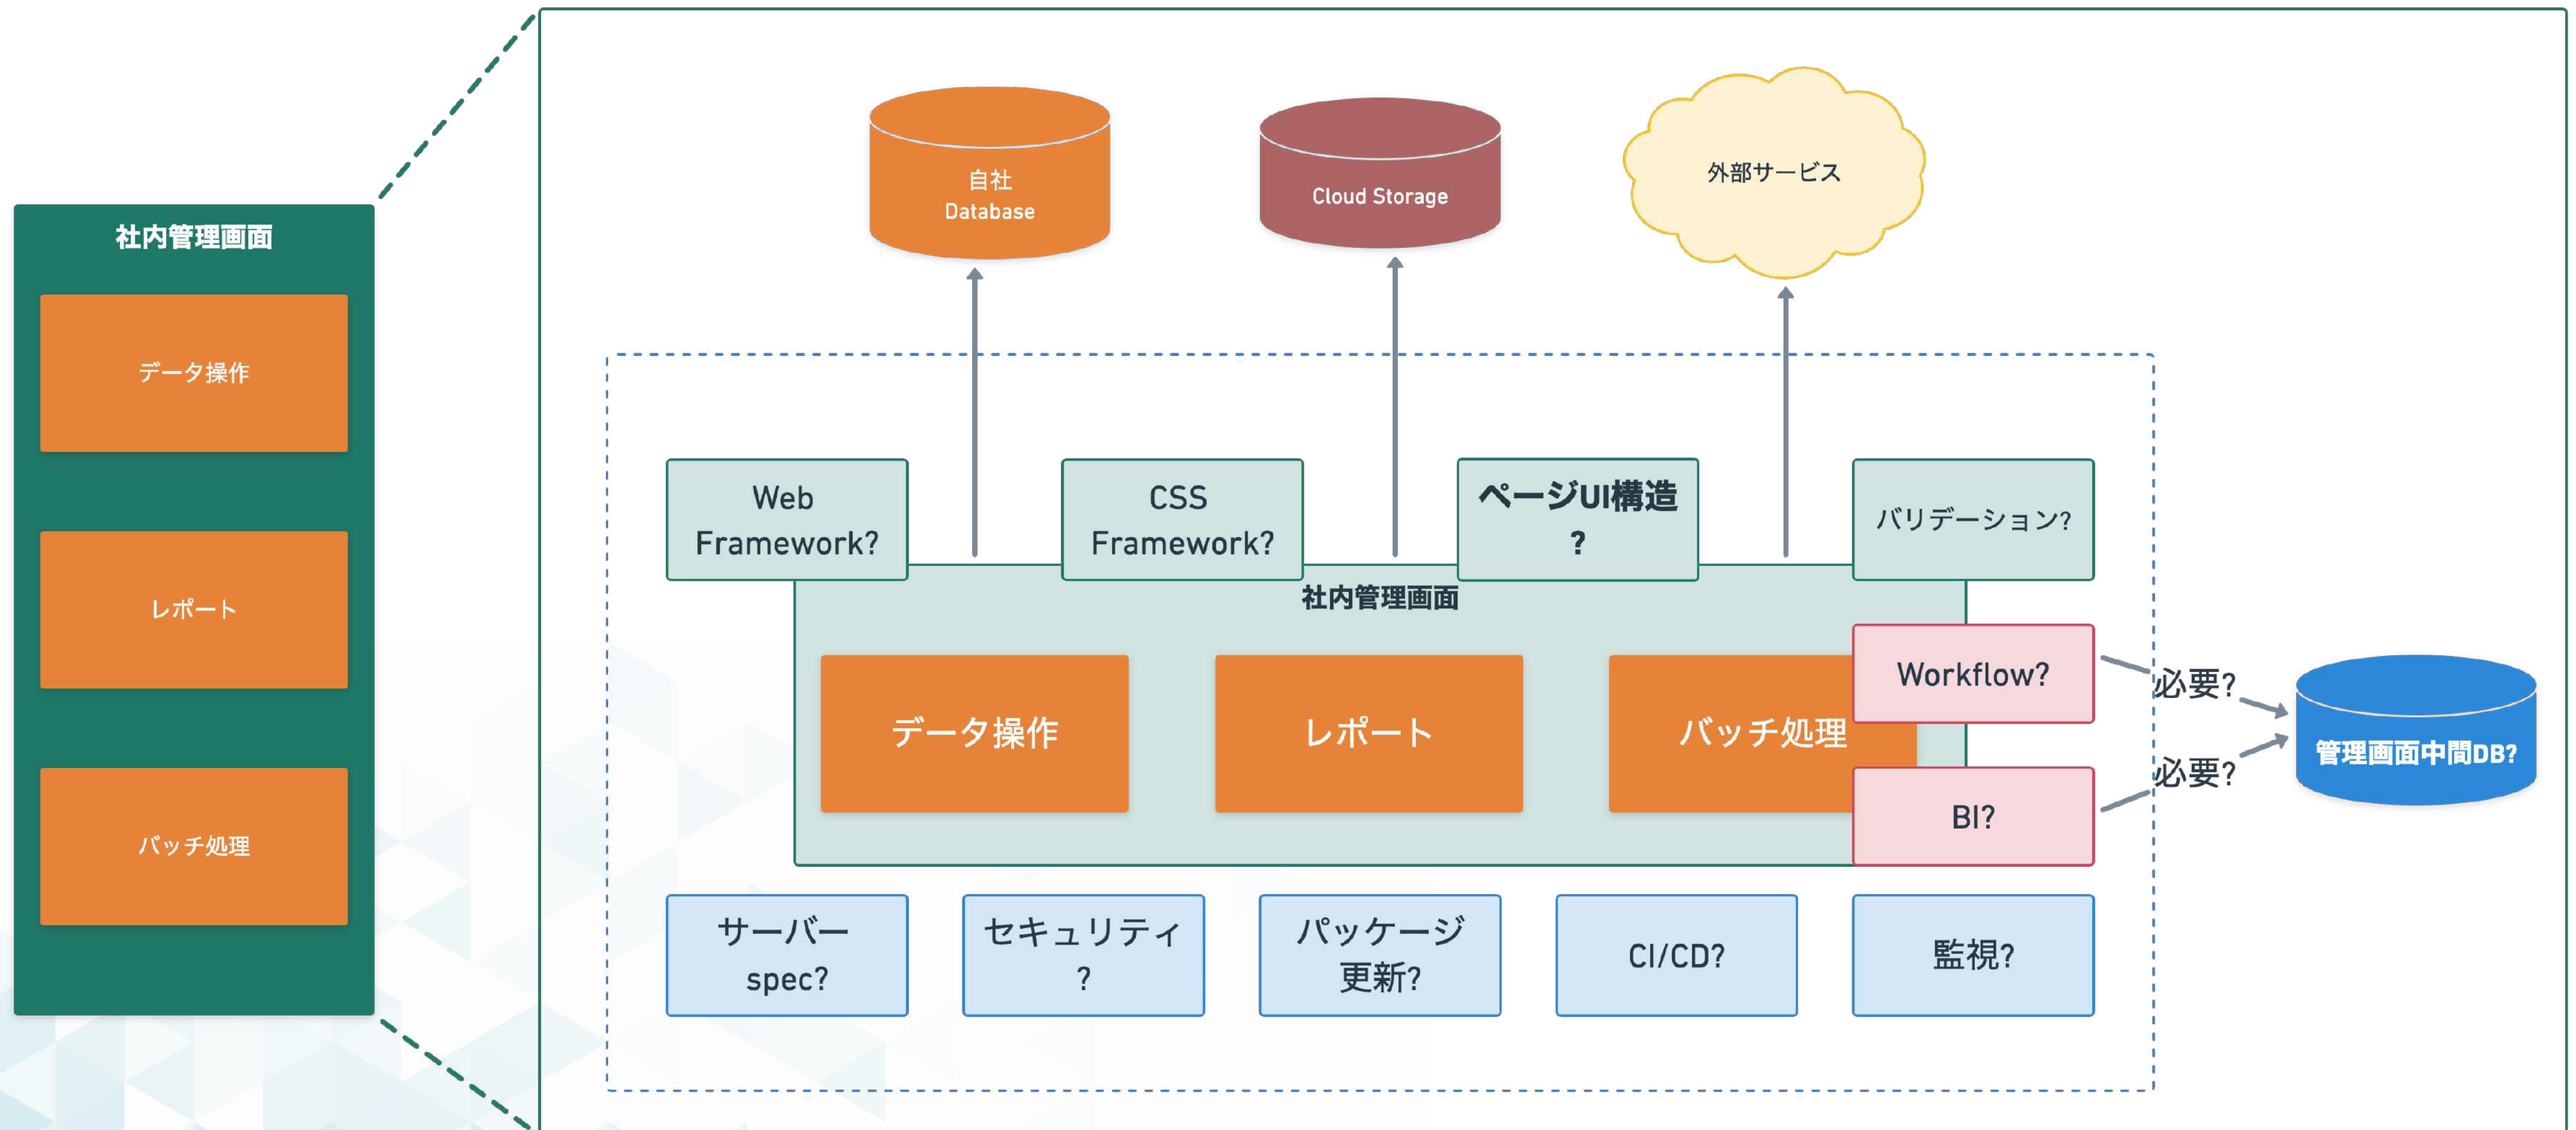 社内管理画面
データ操作
レポート
バッチ処理
自社
Database
Cloud Storage
外部サービス
Web
Framework?
CSS
Framework?
ページUI構造
?
バリデーション?
社内管理画面
データ操作
レポート
バッチ処理
Workflow?
BI?
必要?
必要?
管理画面中間DB?
サーバー
spec?
セキュリティ
?
パッケージ
更新?
CI/CD?
監視?